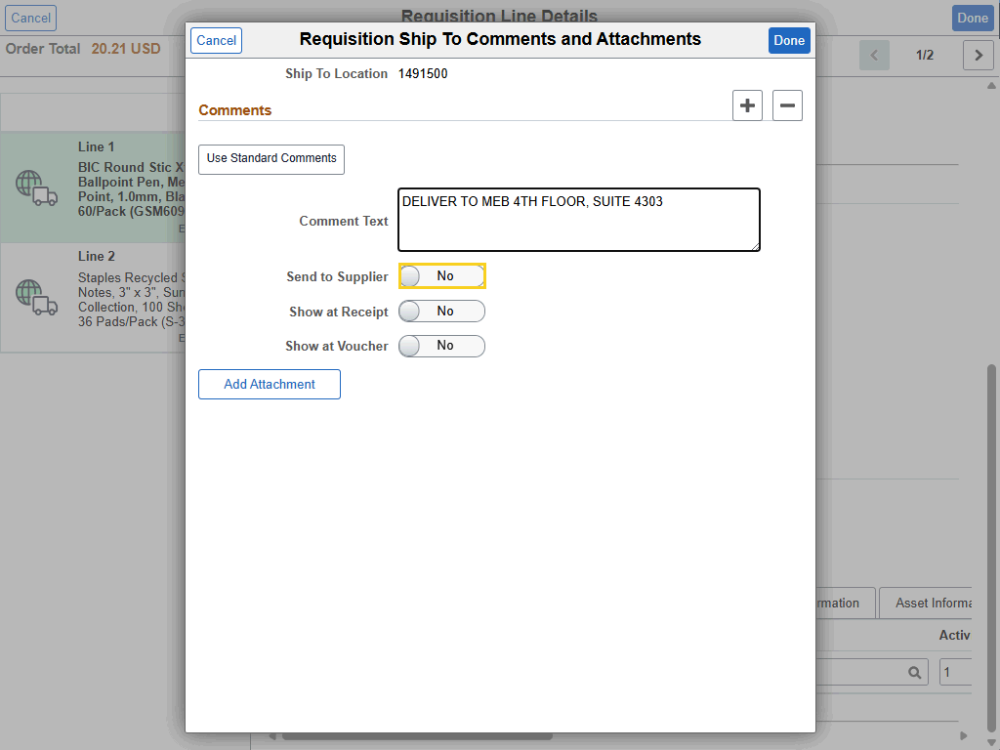 Cancel
Requisition Line Details
Done
Order Total 20.21 USD
1/2
Cancel
Requisition Ship To Comments and Attachments
Done
Ship To Location 1491500
Comments
Use Standard Comments
Comment Text
DELIVER TO MEB 4TH FLOOR, SUITE 4303
Send to Supplier No
Show at Receipt No
Show at Voucher No
Add Attachment
Line 1
BIC Round Stic X
Ballpoint Pen, Me
Point, 1.0mm, Bla
60/Pack (GSM609
E
Line 2
Staples Recycled S
Notes, 3" x 3", Sun
Collection, 100 She
36 Pads/Pack (S-3
E
rmation
Asset Informa
Activ
1